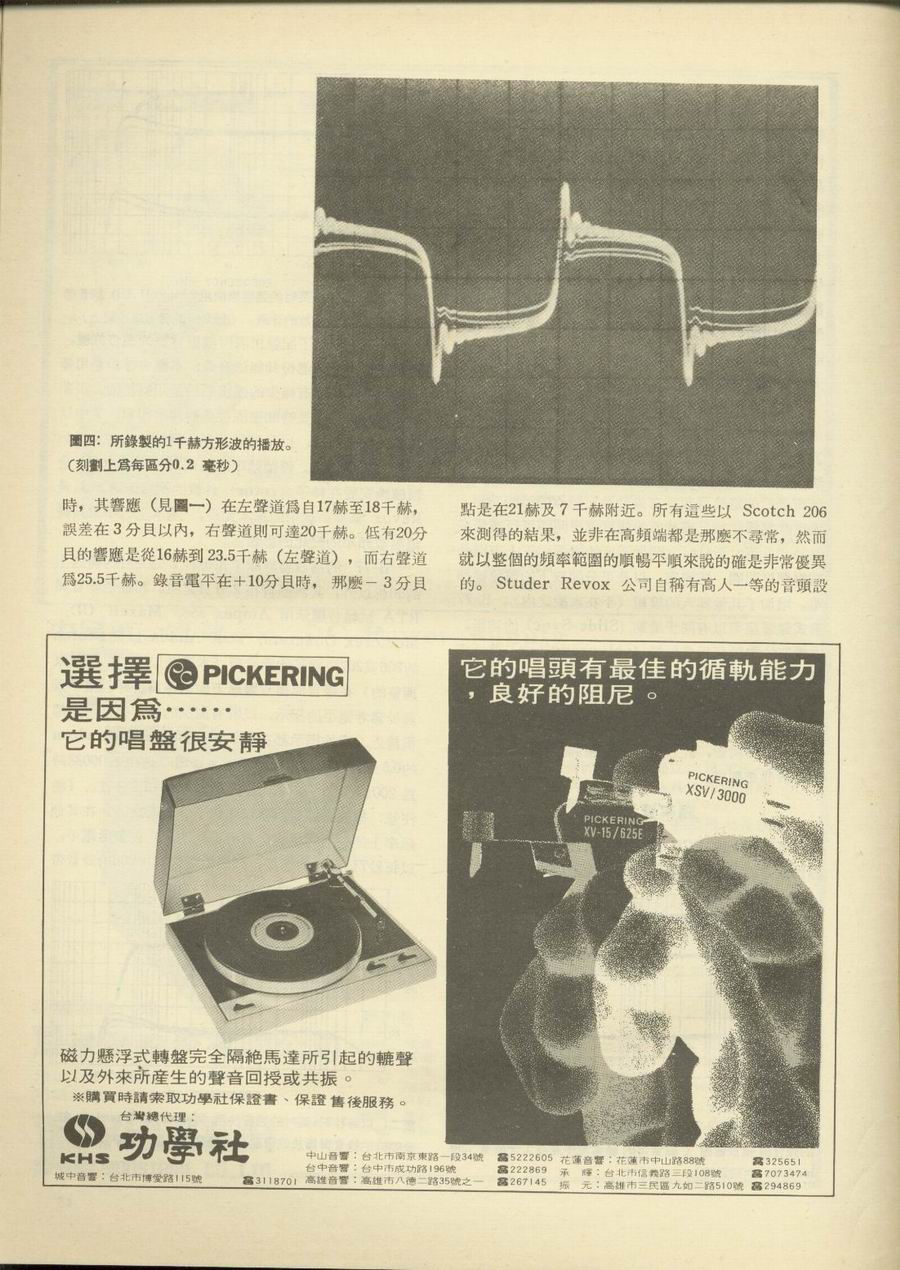 圖四：所錄製的1千赫方形波的播放。
（刻劃上爲每區分0.2 毫秒）
時，其響應（見圖一）在左聲道爲自17赫至18千赫，
誤差在3分貝以內，右聲道則可達20千赫。低有20分
貝的響應是從16赫到23.5千赫（左聲道），而右聲道
爲25.5千赫。錄音電平在＋10分貝時，那麼－3分貝
點是在21赫及7千赫附近。所有這些以 Scotch 206
來測得的結果，並非在高頻端都是那麼不尋常，然而
就以整個的頻率範圍的順暢平順來說的確是非常優異
的。Studer Revox 公司自稱有高人一等的音頭設
選擇 PICKERING
是因爲……
它的唱盤很安靜
磁力懸浮式轉盤完全隔絶馬達所引起的轆聲
以及外來所產生的聲音回授或共振。
※購買時請索取功學社保證書、保證售後服務。
台灣總代理：
KHS 功學社
它的唱頭有最佳的循軌能力
，良好的阻尼。
PICKERING
XSV/3000
PICKERING
XV-15/625E
城中音響：台北市博愛路115號 ☎3118701
中山音響：台北市南京東路一段34號 ☎5222605
台中音響：台中市成功路196號 ☎222869
高雄音響：高雄市八德二路35號之一 ☎267145
花蓮音響：花蓮市中山路88號 ☎325651
承　暉：台北市信義路三段108號 ☎7073474
振　元：高雄市三民區九如二路510號 ☎294869